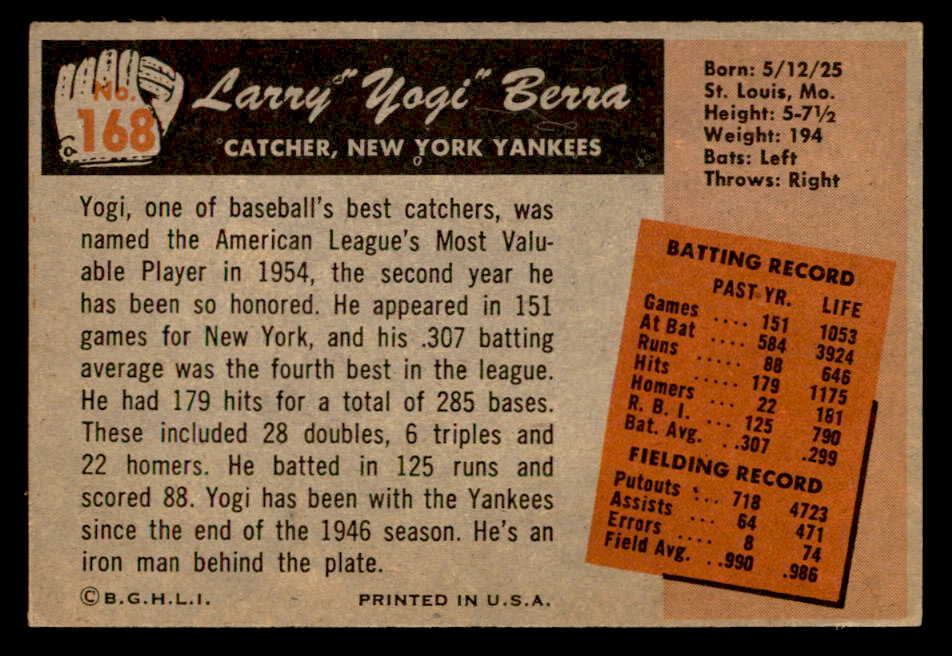 No.
168
Larry "Yogi" Berra
CATCHER, NEW YORK YANKEES
Born: 5/12/25
St. Louis, Mo.
Height: 5-7½
Weight: 194
Bats: Left
Throws: Right
Yogi, one of baseball's best catchers, was
named the American League's Most Valu-
able Player in 1954, the second year he
has been so honored. He appeared in 151
games for New York, and his .307 batting
average was the fourth best in the league.
He had 179 hits for a total of 285 bases.
These included 28 doubles, 6 triples and
22 homers. He batted in 125 runs and
scored 88. Yogi has been with the Yankees
since the end of the 1946 season. He's an
iron man behind the plate.
BATTING RECORD
PAST YR. LIFE
Games .... 151 1053
At Bat .... 584 3924
Runs ..... 88 646
Hits ..... 179 1175
Homers ... 22 181
R. B. I. ... 125 790
Bat. Avg. ..307 .299
FIELDING RECORD
Putouts ... 718 4723
Assists ... 64 471
Errors .... 8 74
Field Avg. ..990 .986
©B.G.H.L.I. PRINTED IN U.S.A.